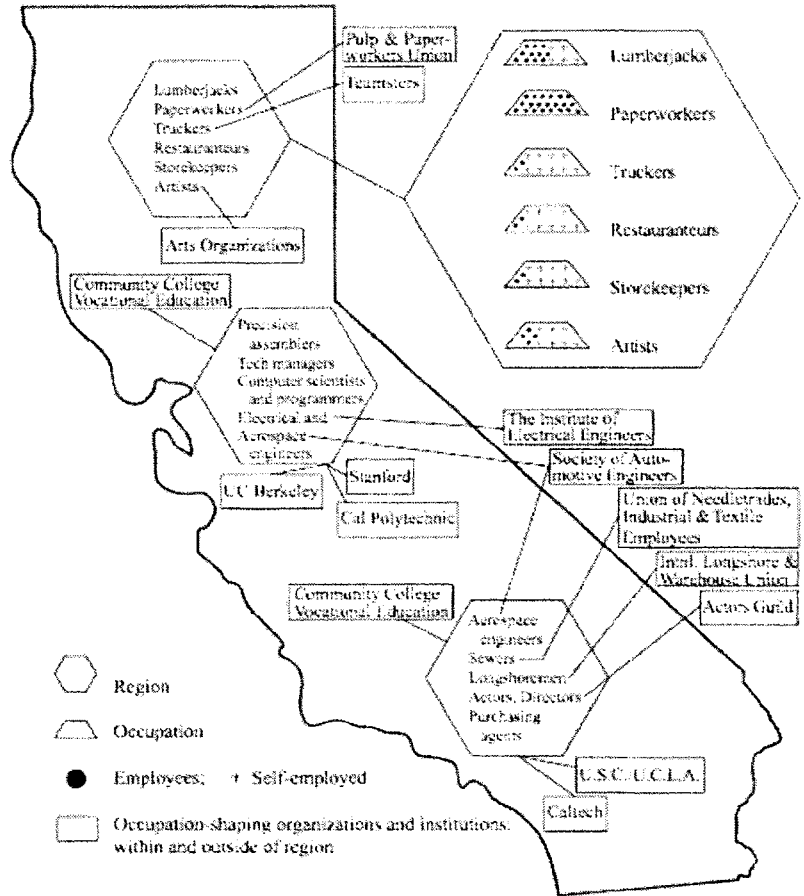 Pulp & Paper-
workers Union
Teamsters
Lumberjacks
Paperworkers
Truckers
Restauranteurs
Storekeepers
Artists
Arts Organizations
Lumberjacks
Paperworkers
Truckers
Restauranteurs
Storekeepers
Artists
Community College
Vocational Education
Precision
assemblers
Tech managers
Computer scientists
and programmers
Electrical and
Aerospace
engineers
The Institute of
Electrical Engineers
Society of Auto-
motive Engineers
UC Berkeley
Stanford
Cal Polytechnic
Union of Needletrades,
Industrial & Textile
Employees
Intnl. Longshore &
Warehouse Union
Actors Guild
Community College
Vocational Education
Aerospace
engineers
Sewers
Longshoremen
Actors, Directors
Purchasing
agents
U.S.C./U.C.L.A.
Caltech
Region
Occupation
Employees; + Self-employed
Occupation-shaping organizations and institutions:
within and outside of region